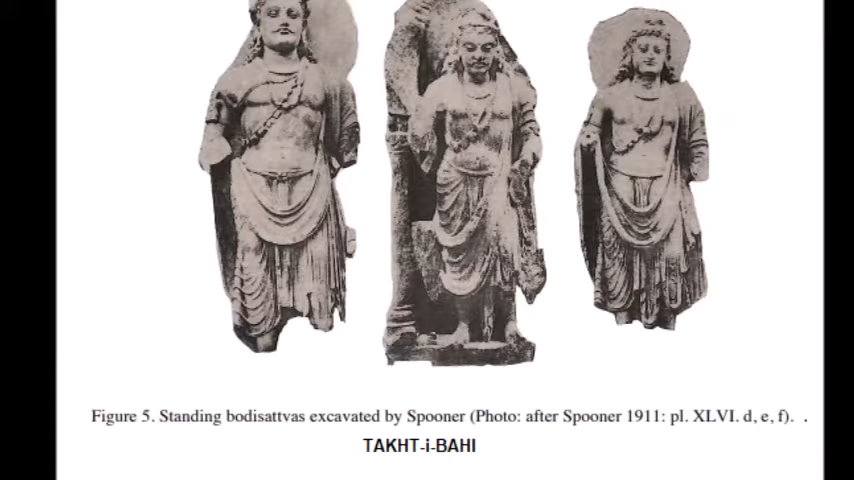 Figure 5. Standing bodisattvas excavated by Spooner (Photo: after Spooner 1911: pl. XLVI. d, e, f). .
TAKHT-i-BAHI